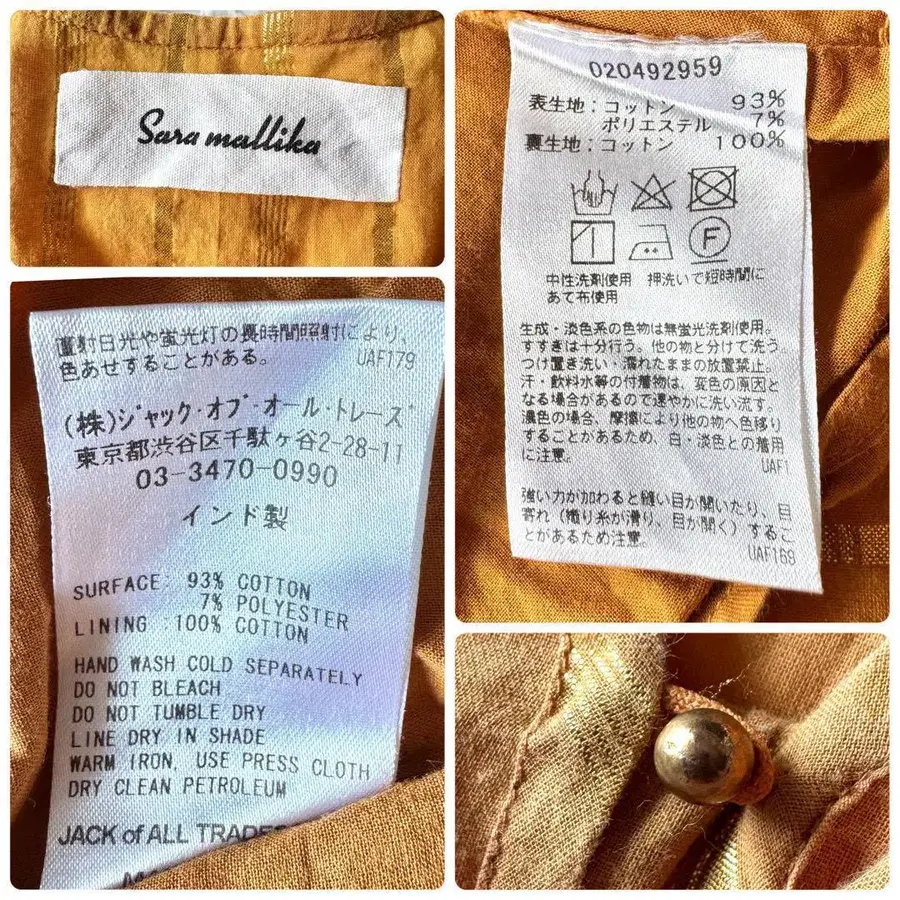 Sara mallika
020492959
表生地：コットン 93%
ポリエステル 7%
裏生地：コットン 100%
F
中性洗剤使用 押洗いで短時間に
あて布使用
生成・淡色系の色物は無蛍光洗剤使用。
すすぎは十分行う。他の物と分けて洗う
つけ置き洗い・濡れたままの放置禁止。
汗・飲料水等の付着物は、変色の原因と
なる場合があるので速やかに洗い流す。
濃色の場合、摩擦により他の物へ色移り
することがあるため、白・淡色との着用
に注意。
UAF1
強い力が加わると縫い目が開いたり、目
寄れ（織り糸が滑り、目が開く）するこ
とがあるため注意。
UAF169
直射日光や蛍光灯の長時間照射により、
色あせすることがある。
UAF179
(株)ジャック・オブ・オール・トレーズ
東京都渋谷区千駄ヶ谷2-28-11
03-3470-0990
インド製
SURFACE: 93% COTTON
7% POLYESTER
LINING: 100% COTTON
HAND WASH COLD SEPARATELY
DO NOT BLEACH
DO NOT TUMBLE DRY
LINE DRY IN SHADE
WARM IRON, USE PRESS CLOTH
DRY CLEAN PETROLEUM
JACK of ALL TRADES